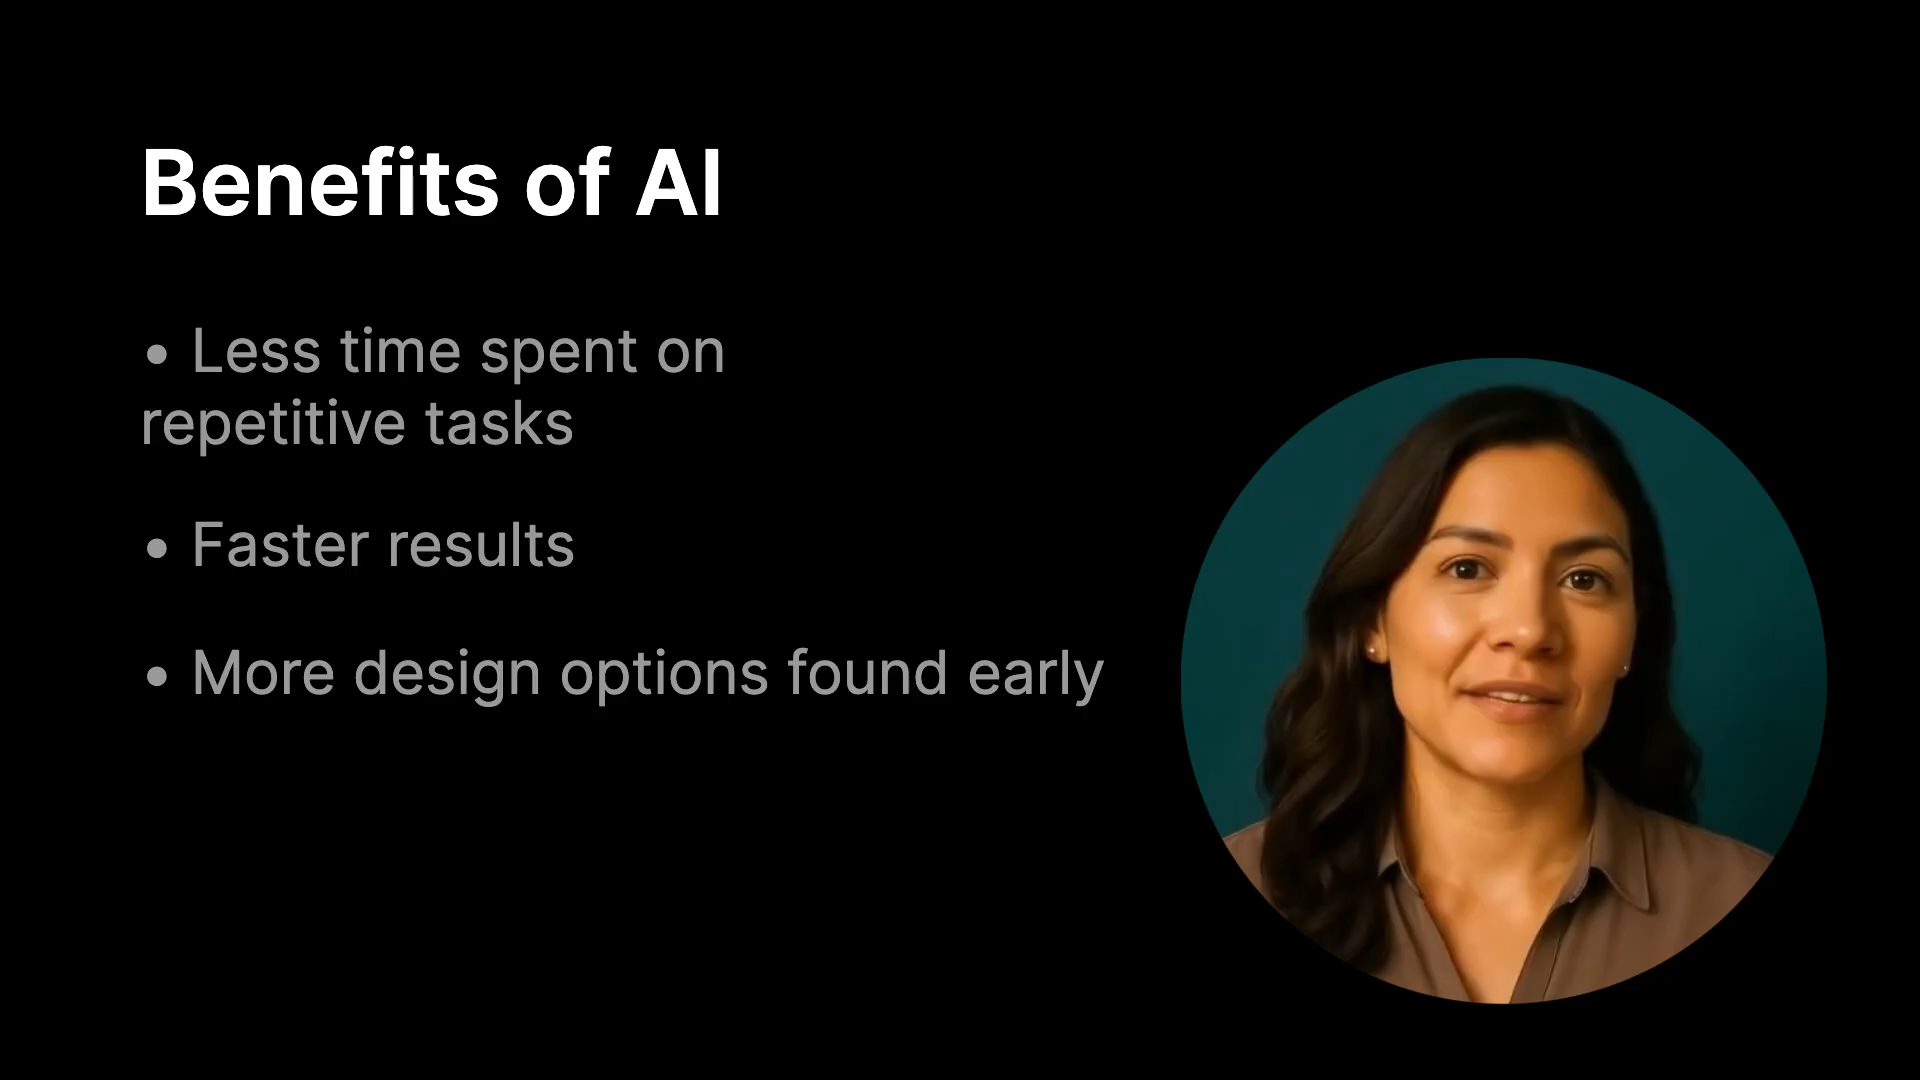 Benefits of AI
• Less time spent on
repetitive tasks
• Faster results
• More design options found early